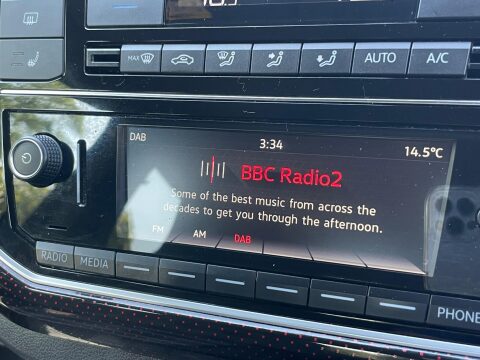 MAX
AUTO
A/C
DAB
3:34
14.5°C
BBC Radio2
Some of the best music from across the
decades to get you through the afternoon.
FM
AM
DAB
RADIO
MEDIA
PHONE